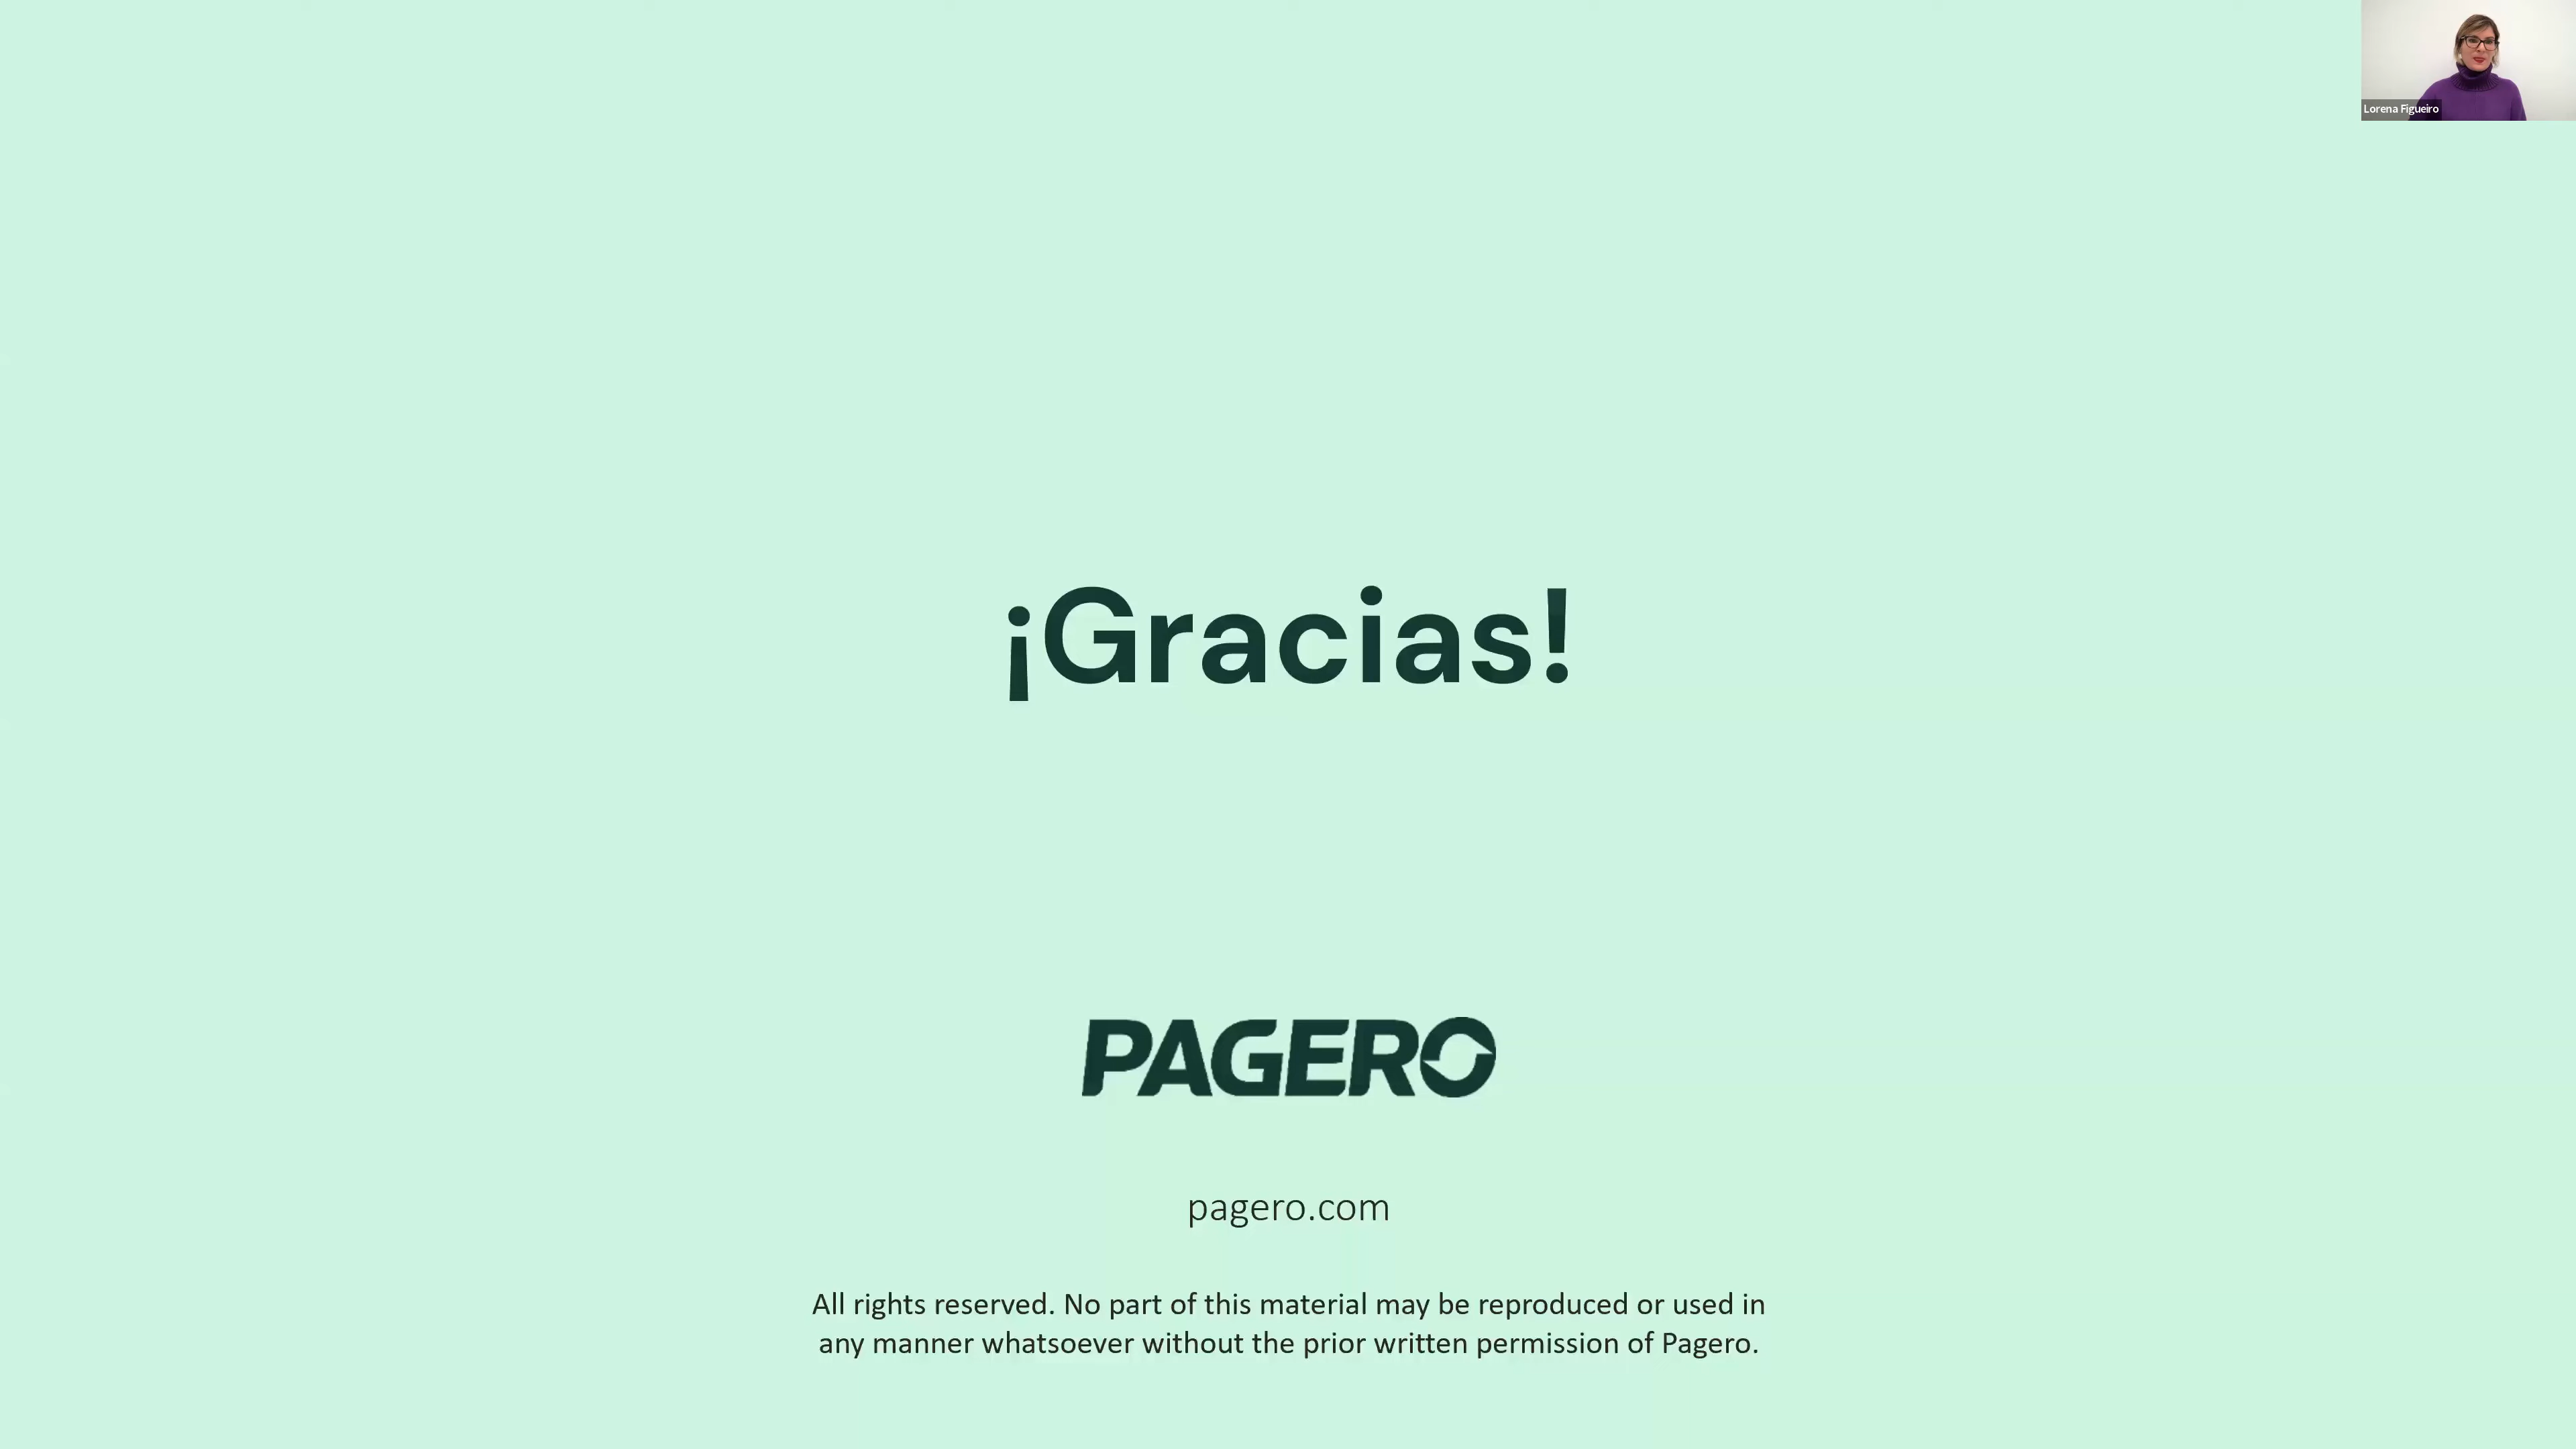 Lorena Figueiro
¡Gracias!
PAGERO
pagero.com
All rights reserved. No part of this material may be reproduced or used in
any manner whatsoever without the prior written permission of Pagero.